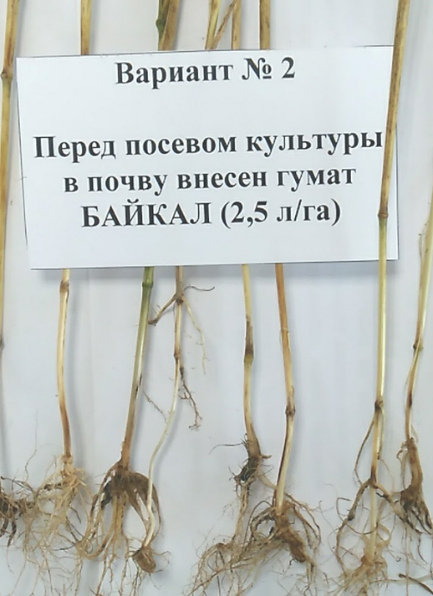 Вариант № 2
Перед посевом культуры
в почву внесен гумат
БАЙКАЛ (2,5 л/га)